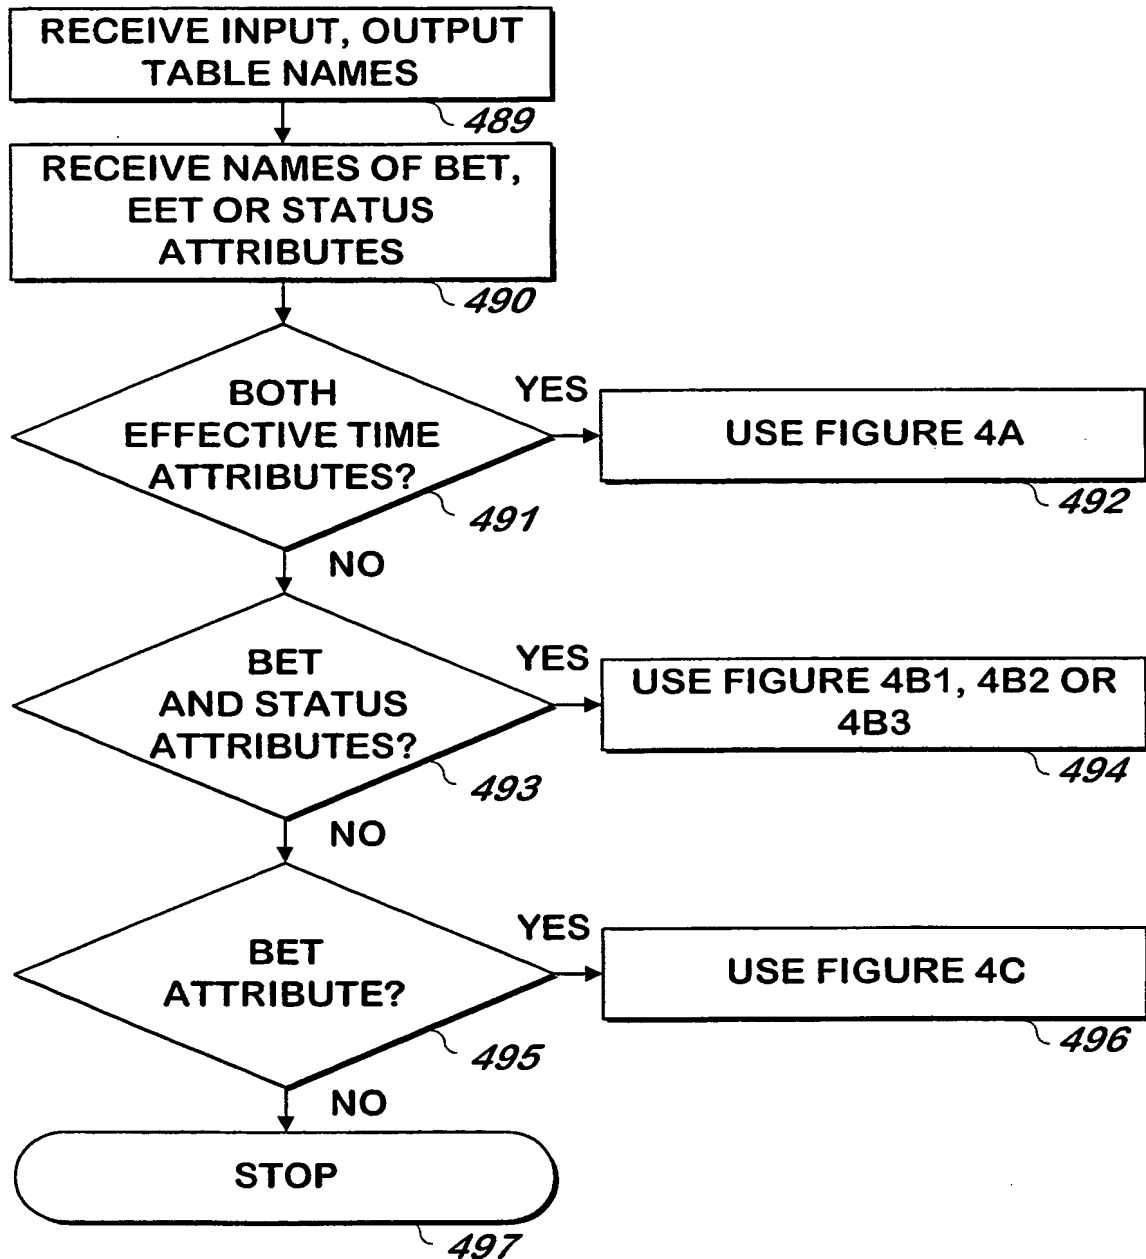 RECEIVE INPUT, OUTPUT
TABLE NAMES
489
RECEIVE NAMES OF BET,
EET OR STATUS
ATTRIBUTES
490
BOTH
EFFECTIVE TIME
ATTRIBUTES?
491
YES
USE FIGURE 4A
492
NO
BET
AND STATUS
ATTRIBUTES?
493
YES
USE FIGURE 4B1, 4B2 OR
4B3
494
NO
BET
ATTRIBUTE?
495
YES
USE FIGURE 4C
496
NO
STOP
497